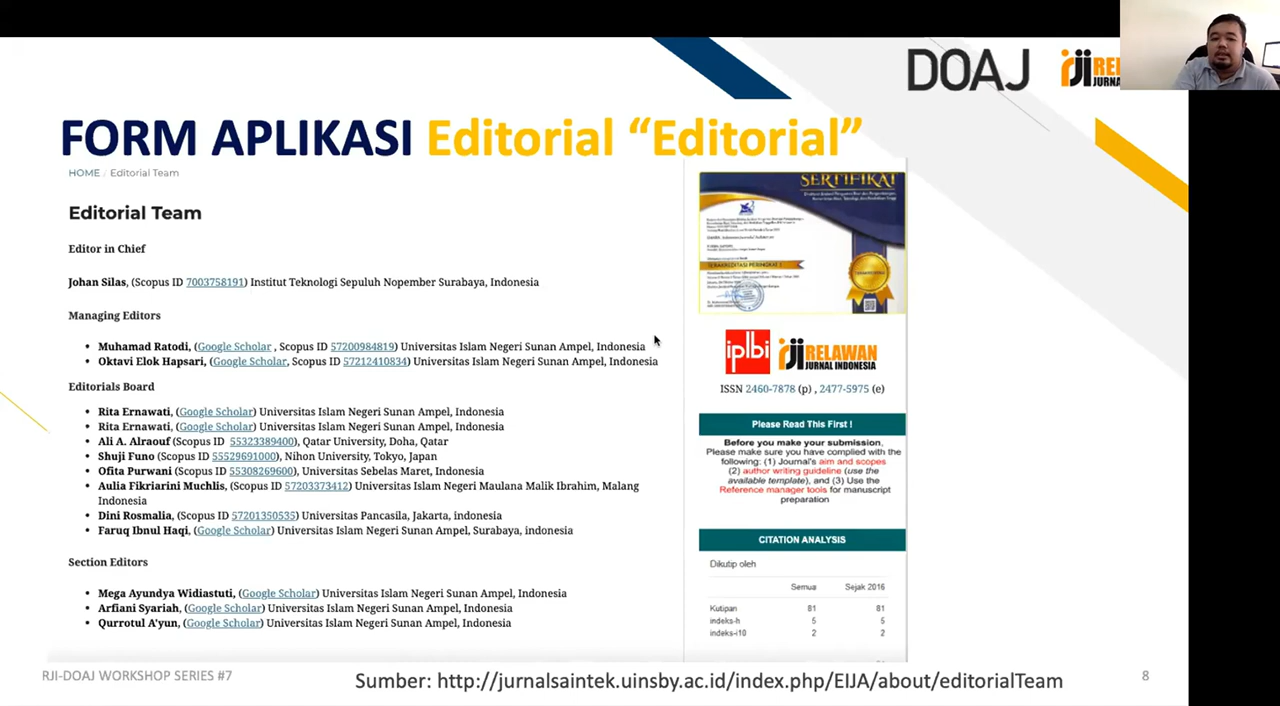 DOAJ
rji REL
JURNA
FORM APLIKASI Editorial “Editorial”
HOME / Editorial Team
Editorial Team
Editor in Chief
Johan Silas, (Scopus ID 7003758191) Institut Teknologi Sepuluh Nopember Surabaya, Indonesia
Managing Editors
Muhamad Ratodi, (Google Scholar , Scopus ID 57200984819) Universitas Islam Negeri Sunan Ampel, Indonesia
Oktavi Elok Hapsari, (Google Scholar, Scopus ID 57212410834) Universitas Islam Negeri Sunan Ampel, Indonesia
Editorials Board
Rita Ernawati, (Google Scholar) Universitas Islam Negeri Sunan Ampel, Indonesia
Rita Ernawati, (Google Scholar) Universitas Islam Negeri Sunan Ampel, Indonesia
Ali A. Alraouf (Scopus ID 55323389400), Qatar University, Doha, Qatar
Shuji Funo (Scopus ID 55529691000), Nihon University, Tokyo, Japan
Ofita Purwani (Scopus ID 55308269600), Universitas Sebelas Maret, Indonesia
Aulia Fikriarini Muchlis, (Scopus ID 57203373412) Universitas Islam Negeri Maulana Malik Ibrahim, Malang
Indonesia
Dini Rosmalia, (Scopus ID 57201350535) Universitas Pancasila, Jakarta, indonesia
Faruq Ibnul Haqi, (Google Scholar) Universitas Islam Negeri Sunan Ampel, Surabaya, indonesia
Section Editors
Mega Ayundya Widiastuti, (Google Scholar) Universitas Islam Negeri Sunan Ampel, Indonesia
Arfiani Syariah, (Google Scholar) Universitas Islam Negeri Sunan Ampel, Indonesia
Qurrotul A'yun, (Google Scholar) Universitas Islam Negeri Sunan Ampel, Indonesia
SERTIFIKAT
TERAKREDITASI PERINGKAT
iplbi
rji RELAWAN
JURNAL INDONESIA
ISSN 2460-7878 (p) , 2477-5975 (e)
Please Read This First !
Before you make your submission,
Please make sure you have complied with the
following: (1) Journal's aim and scopes
(2) author writing guideline (use the
available template), and (3) Use the
Reference manager tools for manuscript
preparation
CITATION ANALYSIS
Dikutip oleh
Semua Sejak 2016
Kutipan 81 81
indeks-h 5 5
indeks-i10 2 2
RJI-DOAJ WORKSHOP SERIES #7
Sumber: http://jurnalsaintek.uinsby.ac.id/index.php/EIJA/about/editorialTeam
8